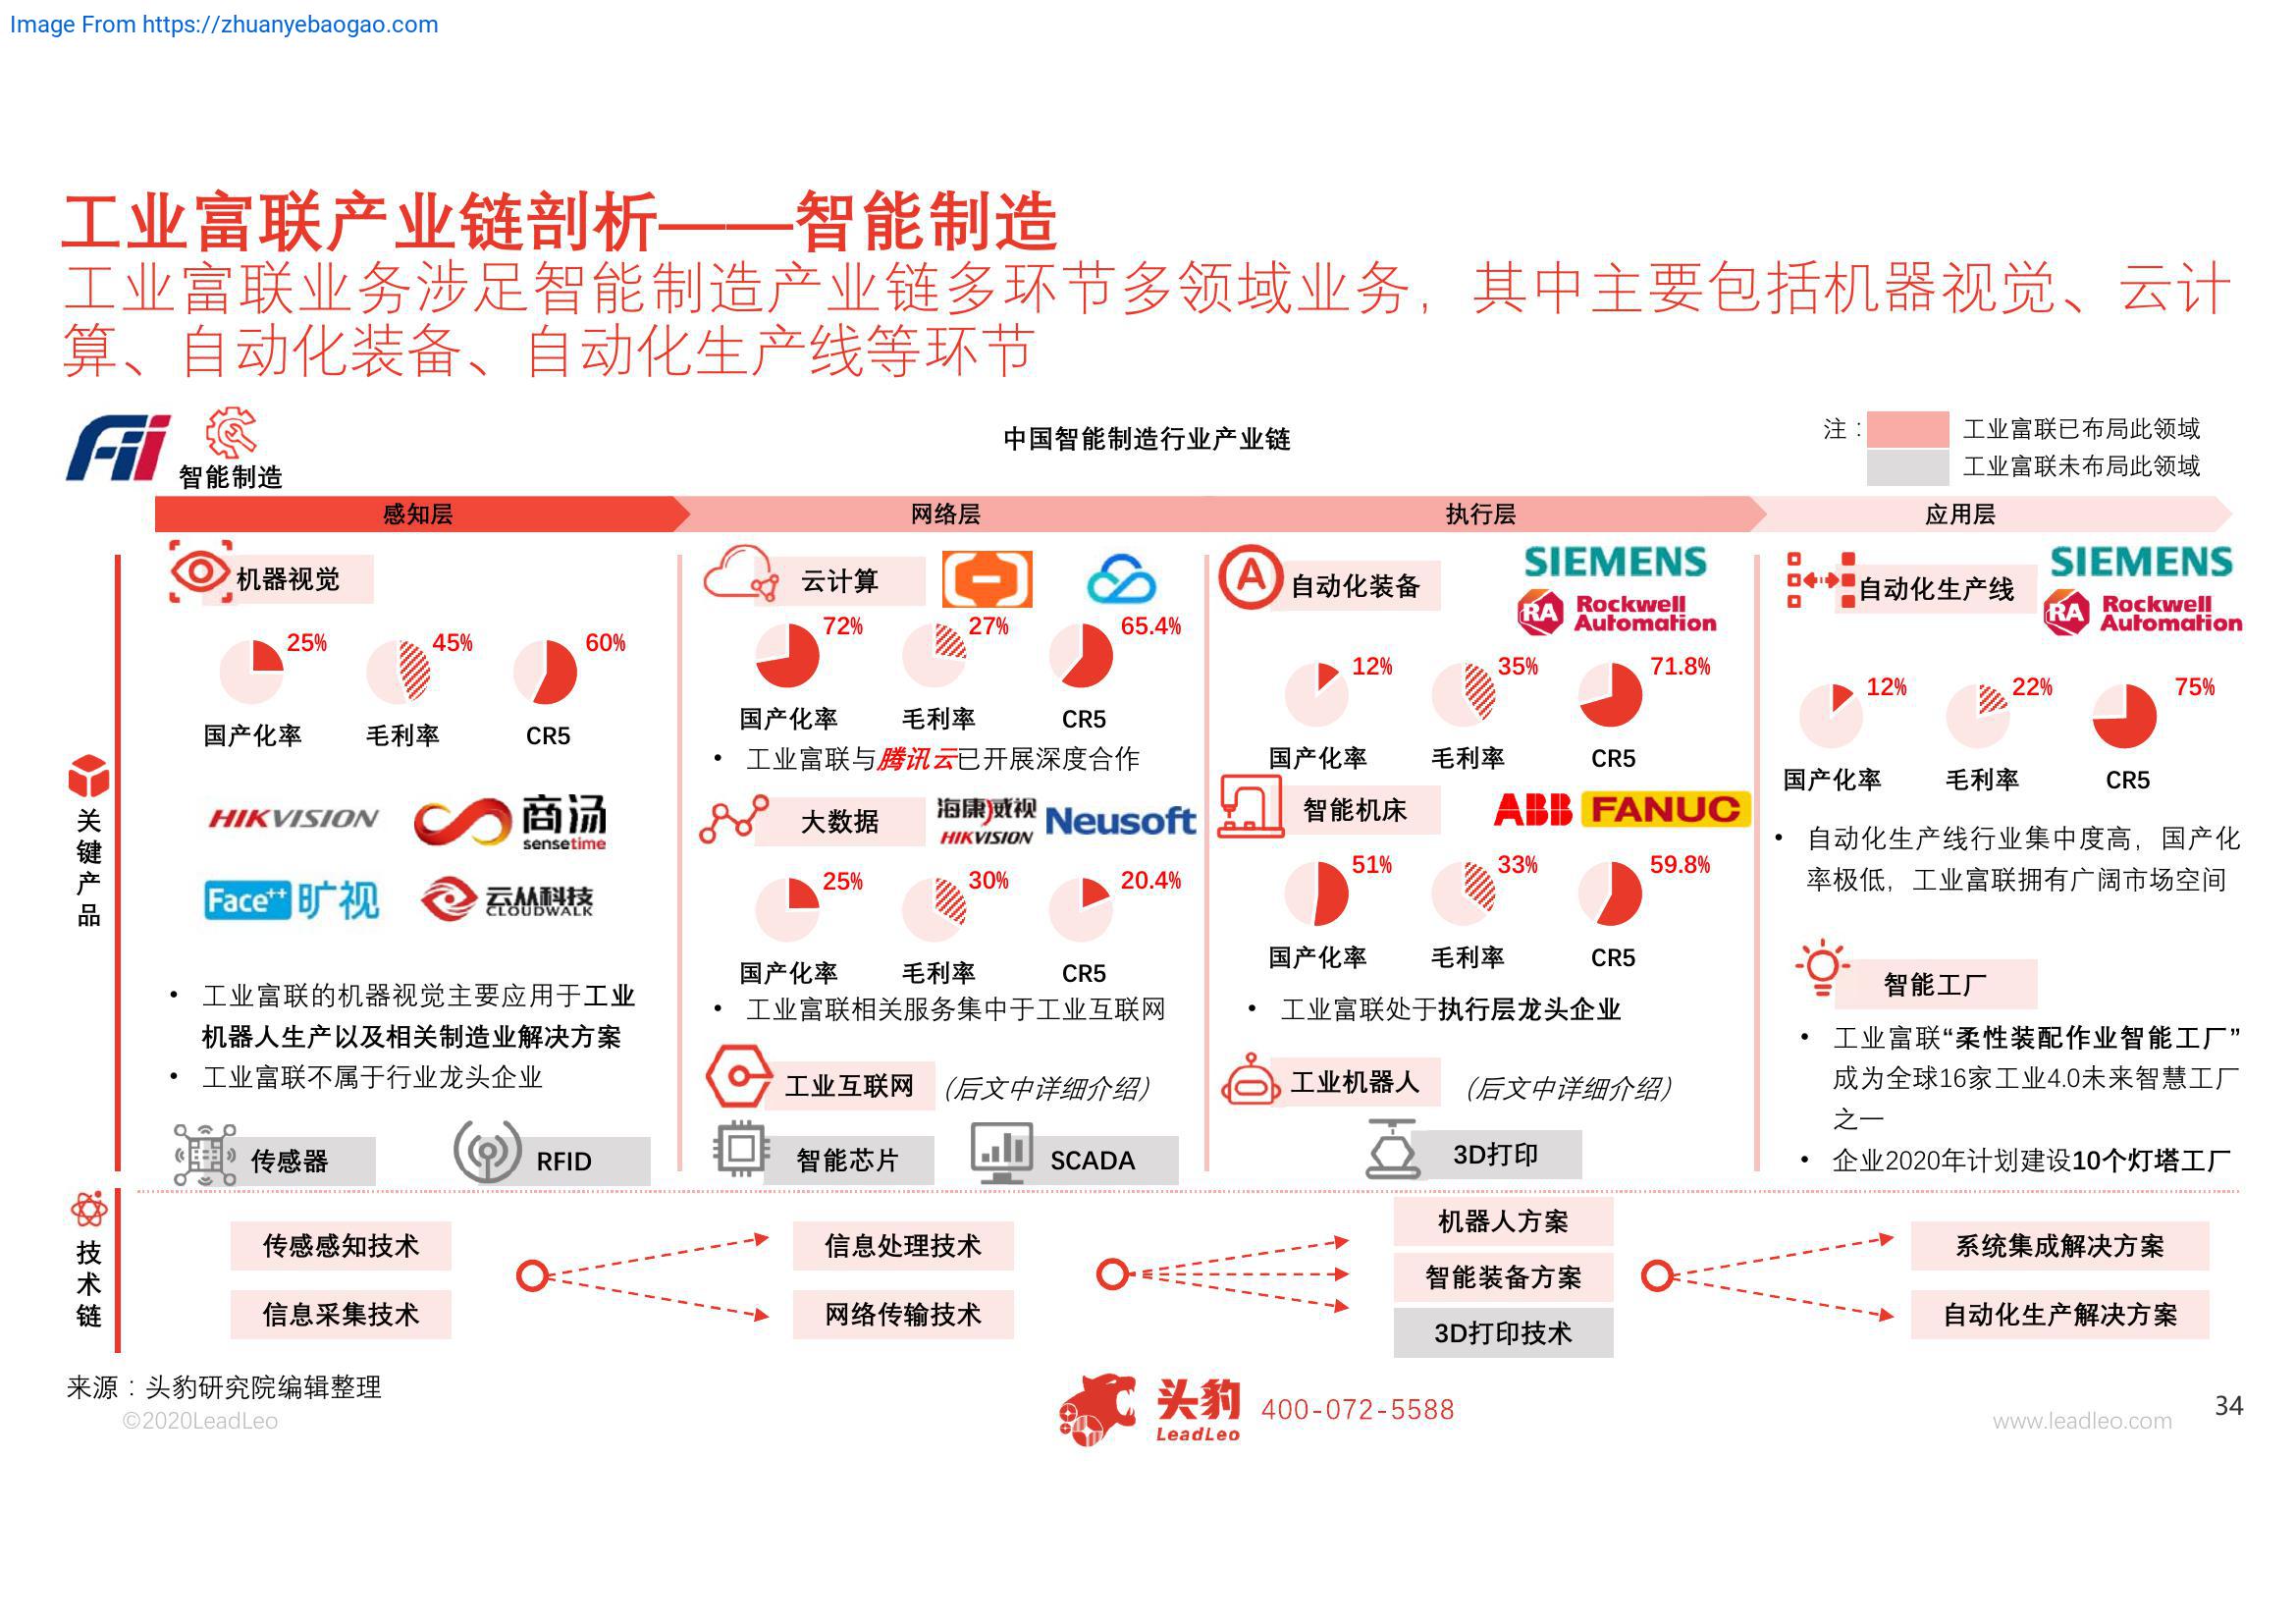 Image From https://zhuanyebaogao.com
工业富联产业链剖析——智能制造
工业富联业务涉足智能制造产业链多环节多领域业务，其中主要包括机器视觉、云计
算、自动化装备、自动化生产线等环节
Fii
智能制造
中国智能制造行业产业链
注：
工业富联已布局此领域
工业富联未布局此领域
感知层
网络层
执行层
应用层
关键产品
机器视觉
25%
45%
60%
国产化率
毛利率
CR5
HIKVISION
商汤
sensetime
Face++ 旷视
云从科技
CLOUDWALK
• 工业富联的机器视觉主要应用于工业
机器人生产以及相关制造业解决方案
• 工业富联不属于行业龙头企业
传感器
RFID
云计算
72%
27%
65.4%
国产化率
毛利率
CR5
• 工业富联与腾讯云已开展深度合作
大数据
海康威视
HIKVISION
Neusoft
25%
30%
20.4%
国产化率
毛利率
CR5
• 工业富联相关服务集中于工业互联网
工业互联网
（后文中详细介绍）
智能芯片
SCADA
A
自动化装备
SIEMENS
RA Rockwell
Automation
12%
35%
71.8%
国产化率
毛利率
CR5
智能机床
ABB
FANUC
51%
33%
59.8%
国产化率
毛利率
CR5
• 工业富联处于执行层龙头企业
工业机器人
（后文中详细介绍）
3D打印
自动化生产线
SIEMENS
RA Rockwell
Automation
12%
22%
75%
国产化率
毛利率
CR5
• 自动化生产线行业集中度高，国产化
率极低，工业富联拥有广阔市场空间
智能工厂
• 工业富联“柔性装配作业智能工厂”
成为全球16家工业4.0未来智慧工厂
之一
• 企业2020年计划建设10个灯塔工厂
技术链
传感感知技术
信息采集技术
信息处理技术
网络传输技术
机器人方案
智能装备方案
3D打印技术
系统集成解决方案
自动化生产解决方案
来源：头豹研究院编辑整理
©2020LeadLeo
头豹
LeadLeo
400-072-5588
www.leadleo.com
34